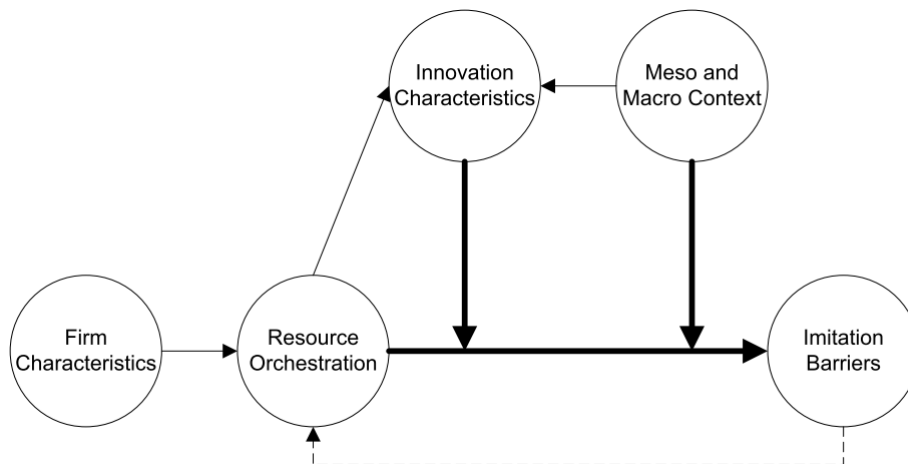 Innovation
Characteristics
Meso and
Macro Context
Firm
Characteristics
Resource
Orchestration
Imitation
Barriers